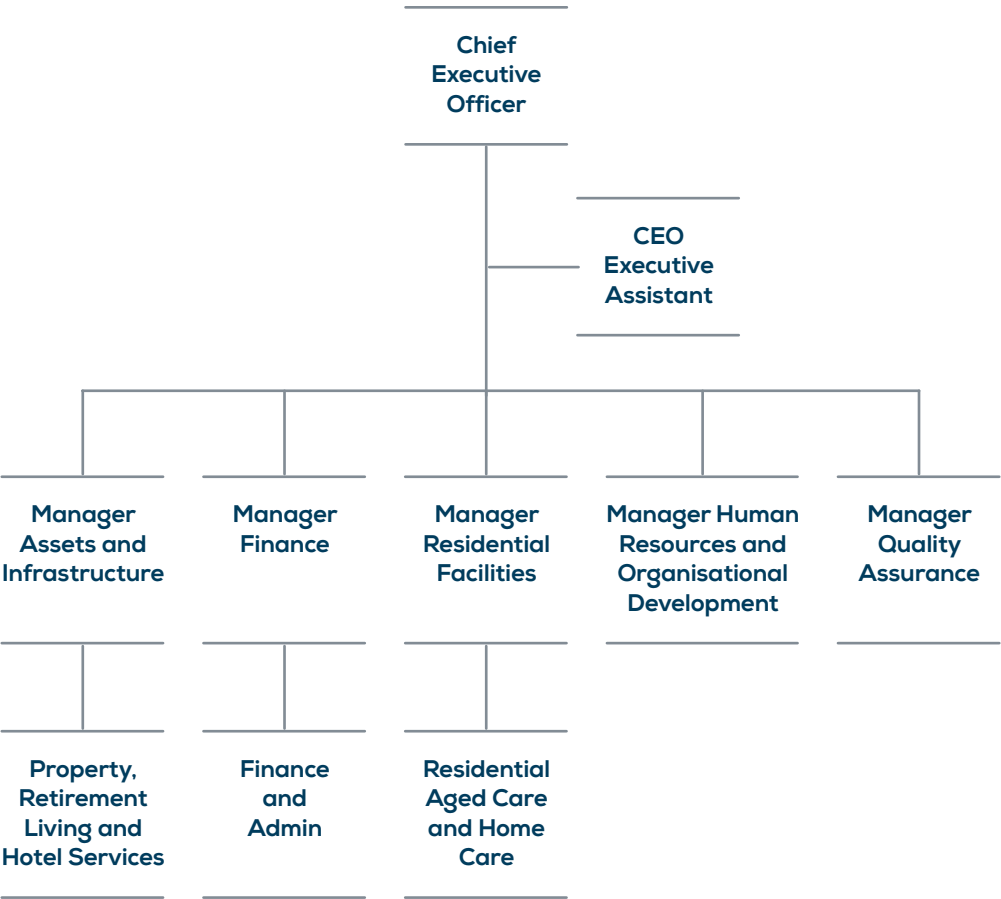 Chief
Executive
Officer
CEO
Executive
Assistant
Manager
Assets and
Infrastructure
Manager
Finance
Manager
Residential
Facilities
Manager Human
Resources and
Organisational
Development
Manager
Quality
Assurance
Property,
Retirement
Living and
Hotel Services
Finance
and
Admin
Residential
Aged Care
and Home
Care